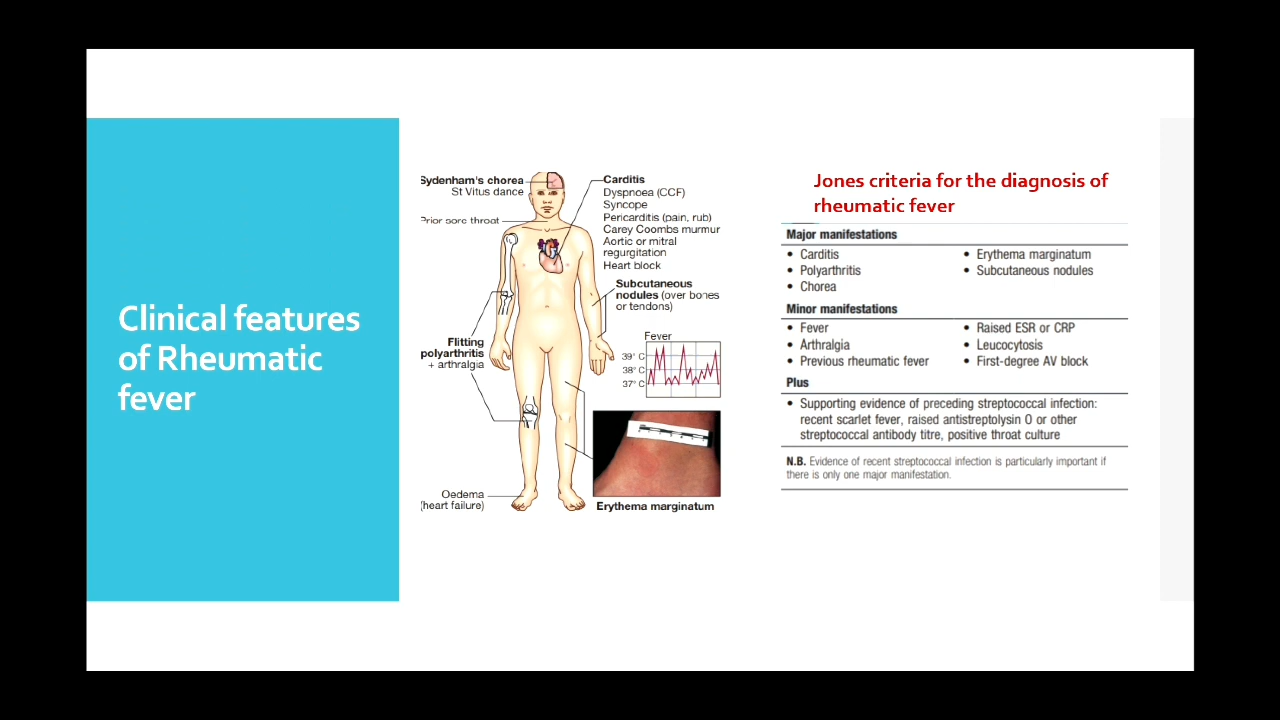 Clinical features
of Rheumatic
fever
Sydenham's chorea
St Vitus dance
Prior sore throat
Flitting
polyarthritis
+ arthralgia
Oedema
(heart failure)
Carditis
Dyspnoea (CCF)
Syncope
Pericarditis (pain, rub)
Carey Coombs murmur
Aortic or mitral
regurgitation
Heart block
Subcutaneous
nodules (over bones
or tendons)
Fever
39° C
38° C
37° C
Erythema marginatum
Jones criteria for the diagnosis of
rheumatic fever
Major manifestations
• Carditis
• Polyarthritis
• Chorea
• Erythema marginatum
• Subcutaneous nodules
Minor manifestations
• Fever
• Arthralgia
• Previous rheumatic fever
• Raised ESR or CRP
• Leucocytosis
• First-degree AV block
Plus
• Supporting evidence of preceding streptococcal infection:
recent scarlet fever, raised antistreptolysin O or other
streptococcal antibody titre, positive throat culture
N.B. Evidence of recent streptococcal infection is particularly important if
there is only one major manifestation.